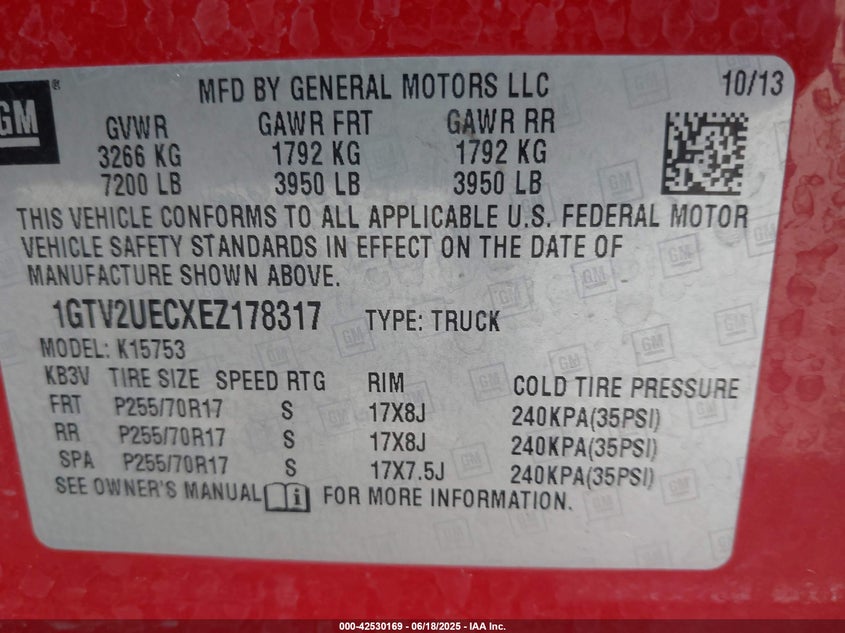 GM ®
MFD BY GENERAL MOTORS LLC 10/13
GVWR GAWR FRT GAWR RR
3266 KG 1792 KG 1792 KG
7200 LB 3950 LB 3950 LB
THIS VEHICLE CONFORMS TO ALL APPLICABLE U.S. FEDERAL MOTOR
VEHICLE SAFETY STANDARDS IN EFFECT ON THE DATE OF
MANUFACTURE SHOWN ABOVE.
1GTV2UECXEZ178317 TYPE: TRUCK
MODEL: K15753
KB3V TIRE SIZE SPEED RTG RIM COLD TIRE PRESSURE
FRT P255/70R17 S 17X8J 240KPA(35PSI)
RR P255/70R17 S 17X8J 240KPA(35PSI)
SPA P255/70R17 S 17X7.5J 240KPA(35PSI)
SEE OWNER'S MANUAL i FOR MORE INFORMATION.
000-42530169 - 06/18/2025 - IAA Inc.